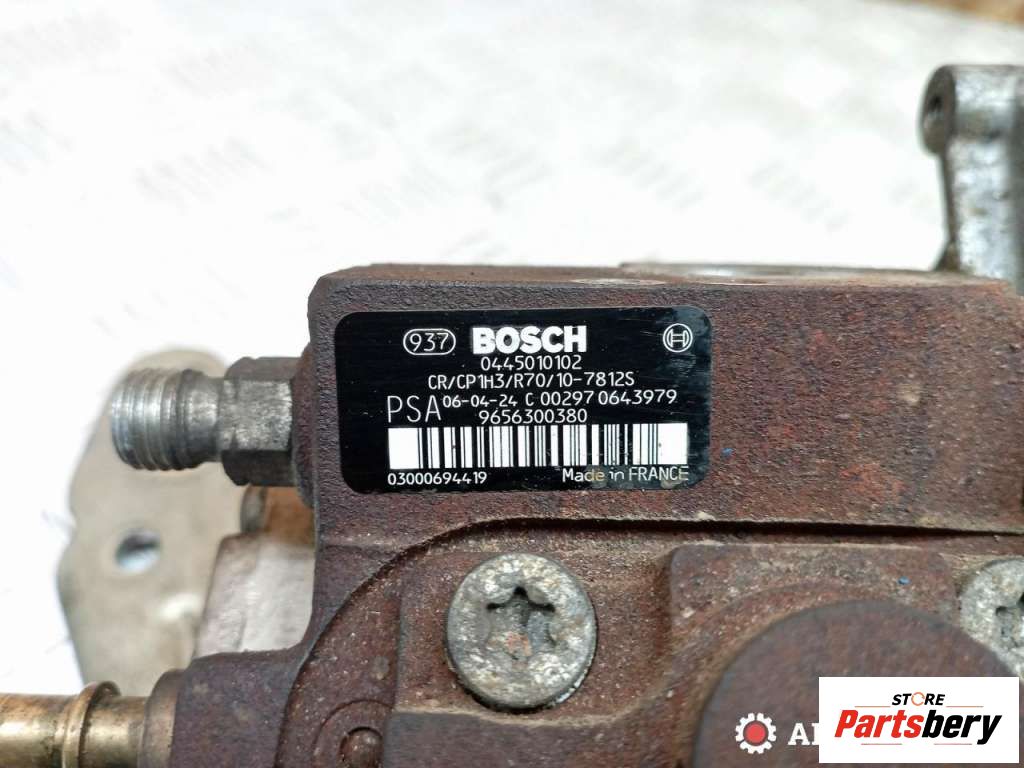 937 BOSCH
0445010102
CR/CP1H3/R70/10-7812S
PSA 06-04-24 C 00297 0643979
9656300380
03000694419 Made in FRANCE
STORE
Partsbery